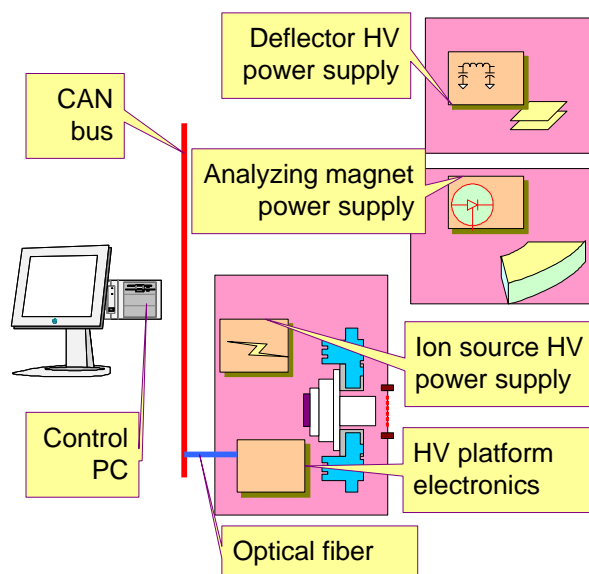 Deflector HV
power supply
CAN
bus
Analyzing magnet
power supply
Ion source HV
power supply
Control
PC
HV platform
electronics
Optical fiber